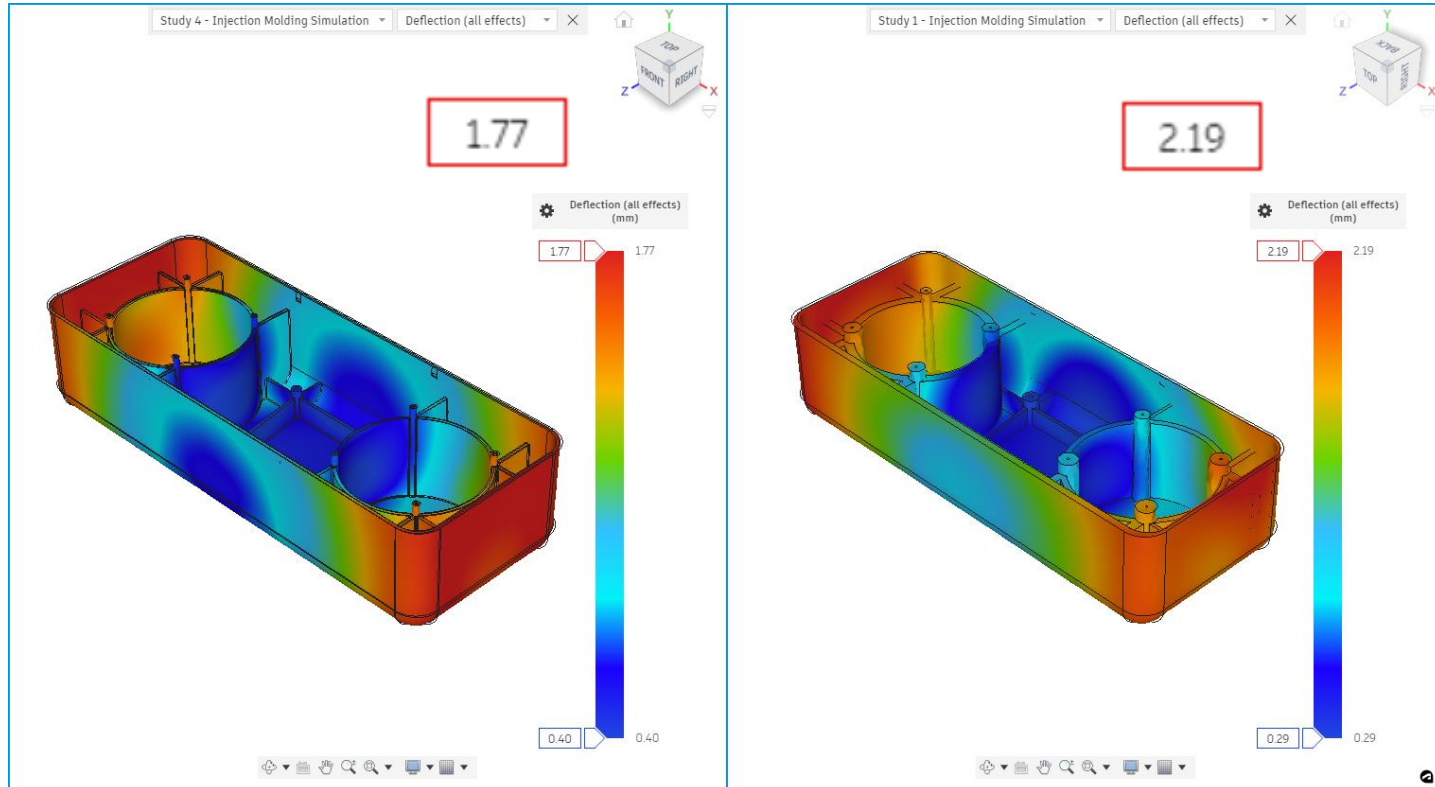 Study 4 - Injection Molding Simulation Deflection (all effects)
TOP
FRONT
RIGHT
Y
Z
X
1.77
Deflection (all effects)
(mm)
1.77 1.77
0.40 0.40
Study 1 - Injection Molding Simulation Deflection (all effects)
BACK
TOP
RIGHT
Y
Z
X
2.19
Deflection (all effects)
(mm)
2.19 2.19
0.29 0.29